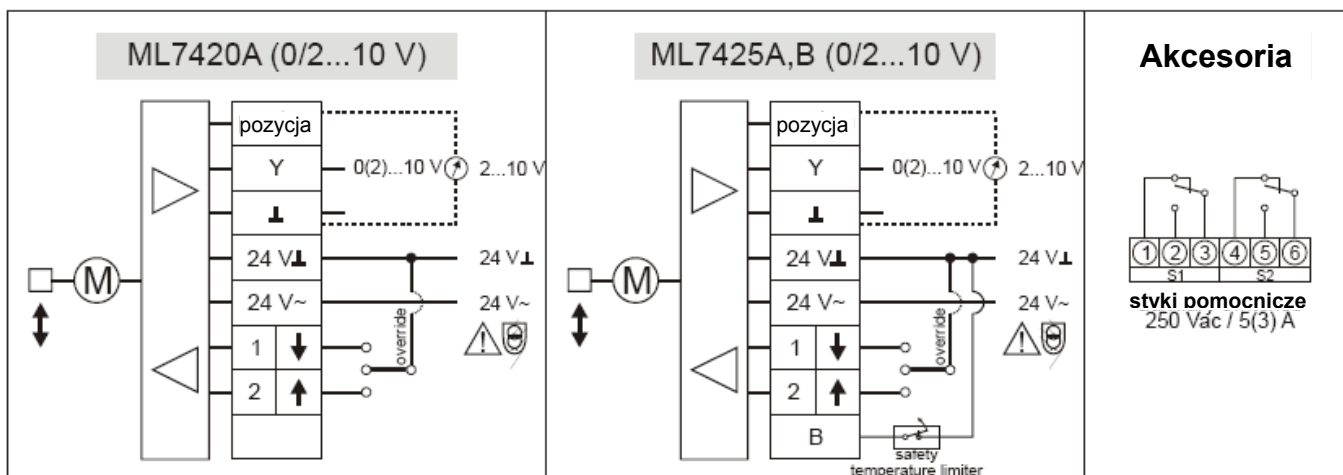 ML7420A (0/2...10 V)
pozycja
Y
0(2)...10 V
2...10 V
⊥
24 V⊥
24 V⊥
24 V~
24 V~
1
2
override
M
ML7425A,B (0/2...10 V)
pozycja
Y
0(2)...10 V
2...10 V
⊥
24 V⊥
24 V⊥
24 V~
24 V~
1
2
override
M
B
safety
temperature limiter
Akcesoria
1 2 3 4 5 6
S1 S2
styki pomocnicze
250 Vac / 5(3) A